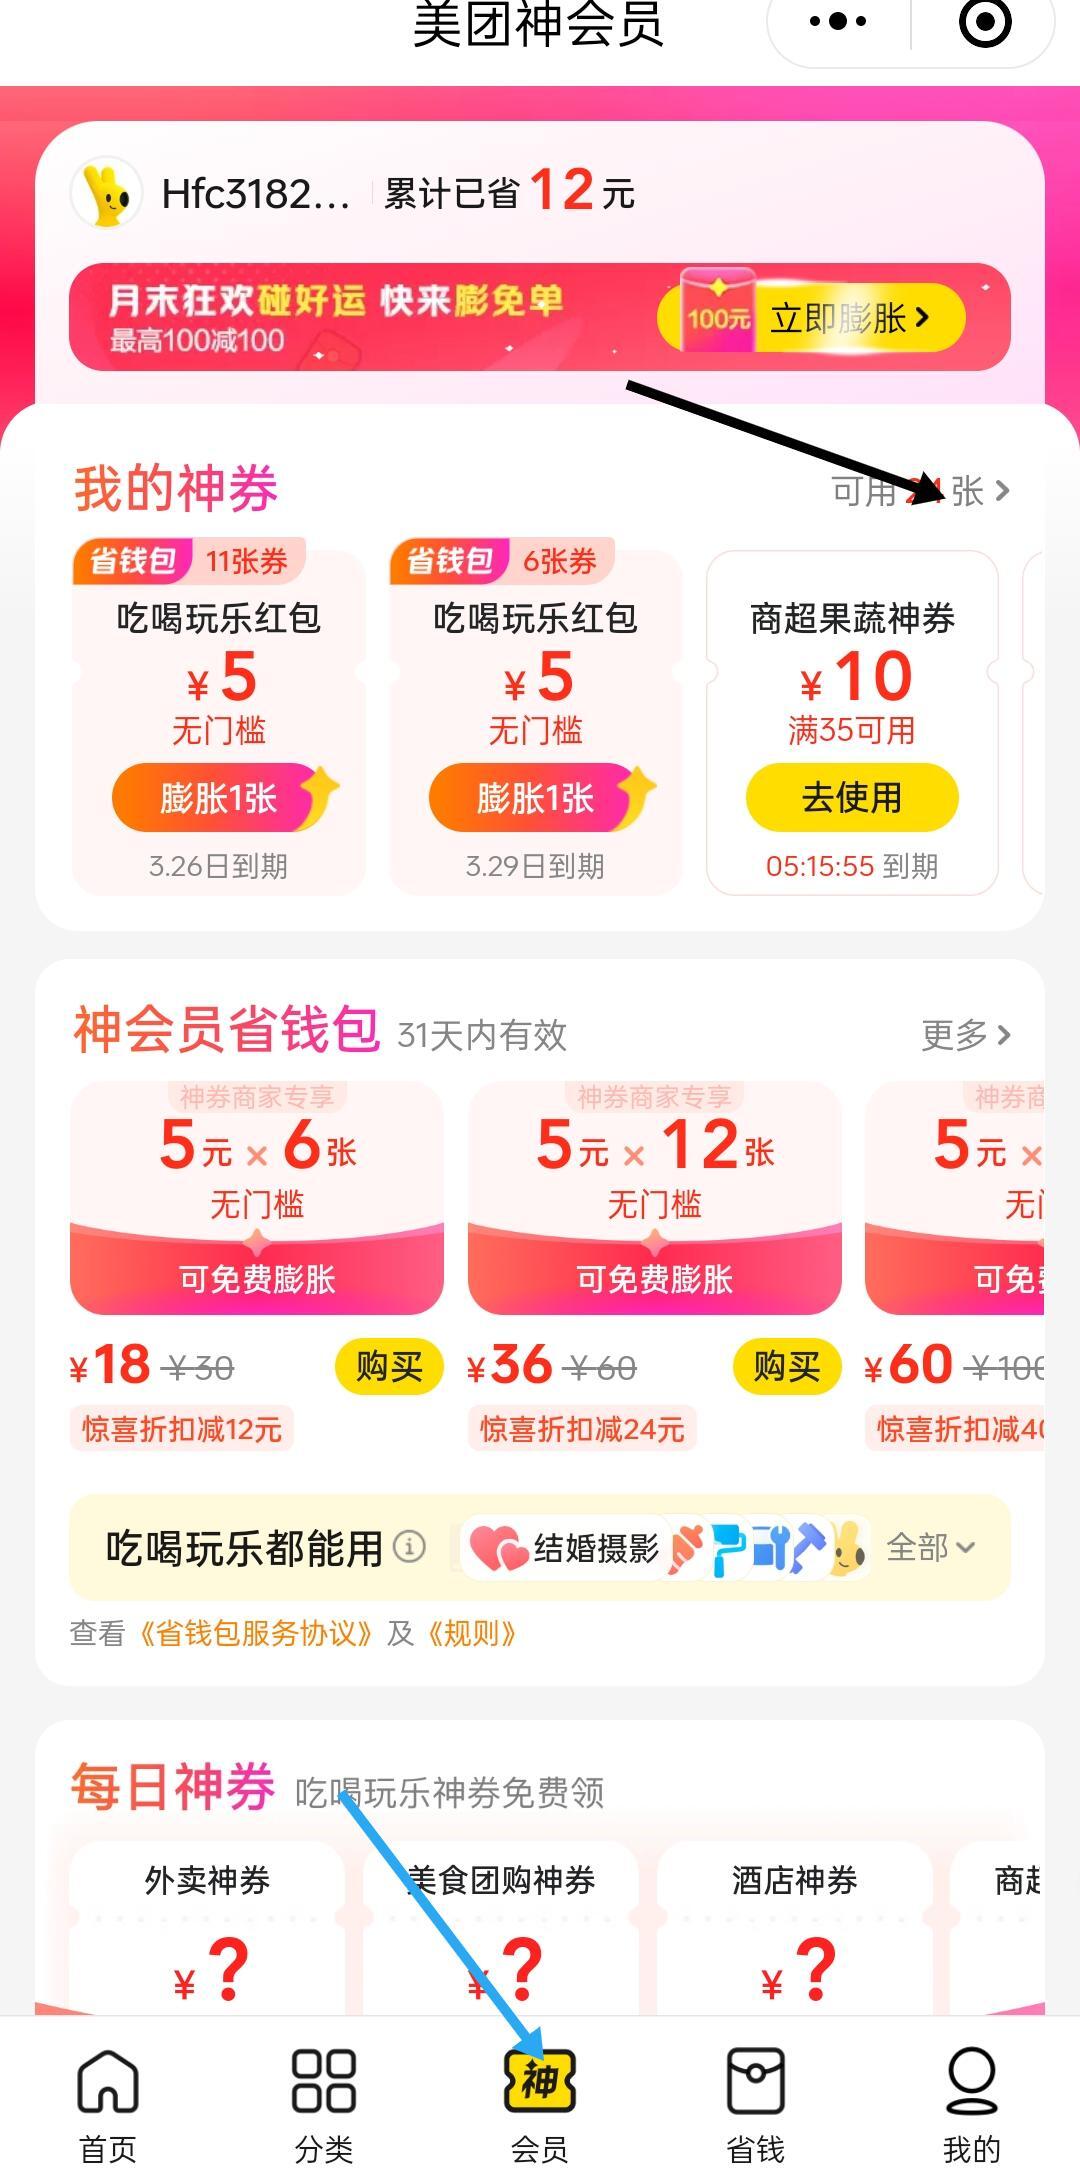 美团神会员
Hfc3182... 累计已省12元
月末狂欢碰好运 快来膨免单
最高100减100
100元 立即膨胀
我的神券
可用 张
省钱包 11张券
吃喝玩乐红包
¥5
无门槛
膨胀1张
3.26日到期
省钱包 6张券
吃喝玩乐红包
¥5
无门槛
膨胀1张
3.29日到期
商超果蔬神券
¥10
满35可用
去使用
05:15:55 到期
神会员省钱包 31天内有效 更多
神券商家专享
5元 × 6张
无门槛
可免费膨胀
¥18 ¥30 购买
惊喜折扣减12元
神券商家专享
5元 × 12张
无门槛
可免费膨胀
¥36 ¥60 购买
惊喜折扣减24元
神券商
5元 ×
无
可免
¥60 ¥100
惊喜折扣减40
吃喝玩乐都能用 结婚摄影 全部
查看《省钱包服务协议》及《规则》
每日神券 吃喝玩乐神券免费领
外卖神券
¥?
美食团购神券
¥?
酒店神券
¥?
商
神
首页 分类 会员 省钱 我的